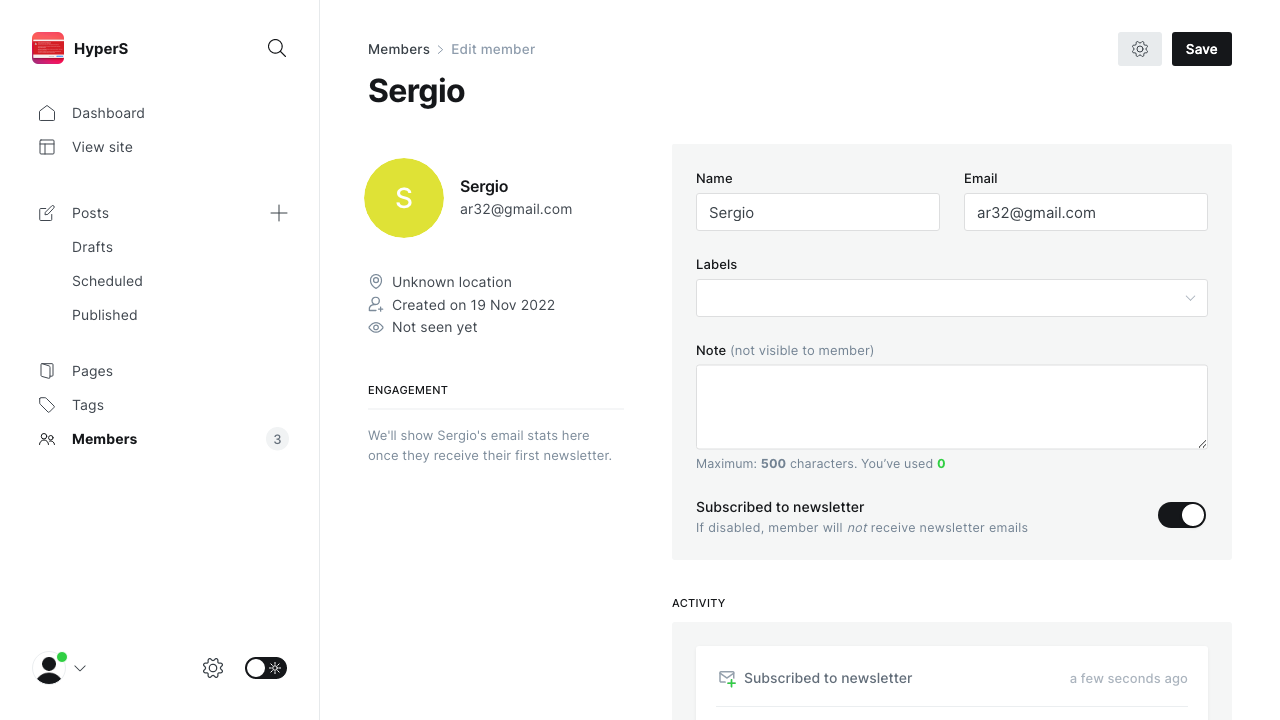 HyperS
Dashboard
View site
Posts
Drafts
Scheduled
Published
Pages
Tags
Members
3
Members
Edit member
Save
Sergio
S
Sergio
ar32@gmail.com
Unknown location
Created on 19 Nov 2022
Not seen yet
ENGAGEMENT
We'll show Sergio's email stats here
once they receive their first newsletter.
Name
Email
Sergio
ar32@gmail.com
Labels
Note (not visible to member)
Maximum: 500 characters. You’ve used 0
Subscribed to newsletter
If disabled, member will not receive newsletter emails
ACTIVITY
Subscribed to newsletter
a few seconds ago